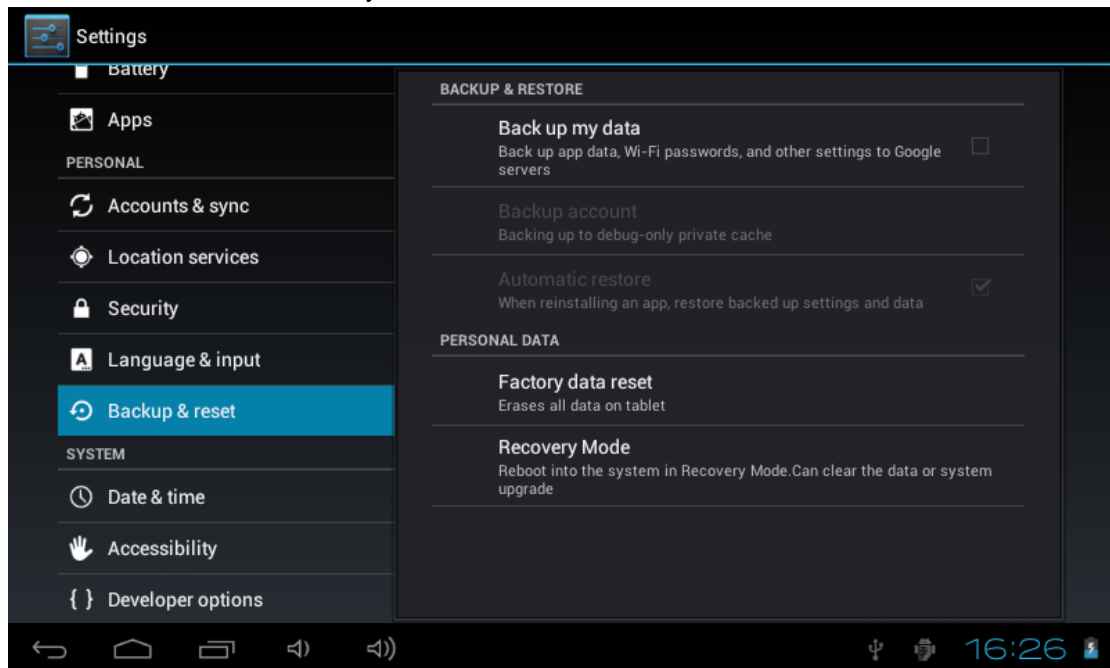 Settings
Battery
Apps
PERSONAL
Accounts & sync
Location services
Security
Language & input
Backup & reset
SYSTEM
Date & time
Accessibility
{ } Developer options
BACKUP & RESTORE
Back up my data
Back up app data, Wi-Fi passwords, and other settings to Google
servers
Backup account
Backing up to debug-only private cache
Automatic restore
When reinstalling an app, restore backed up settings and data
PERSONAL DATA
Factory data reset
Erases all data on tablet
Recovery Mode
Reboot into the system in Recovery Mode.Can clear the data or system
upgrade
16:26